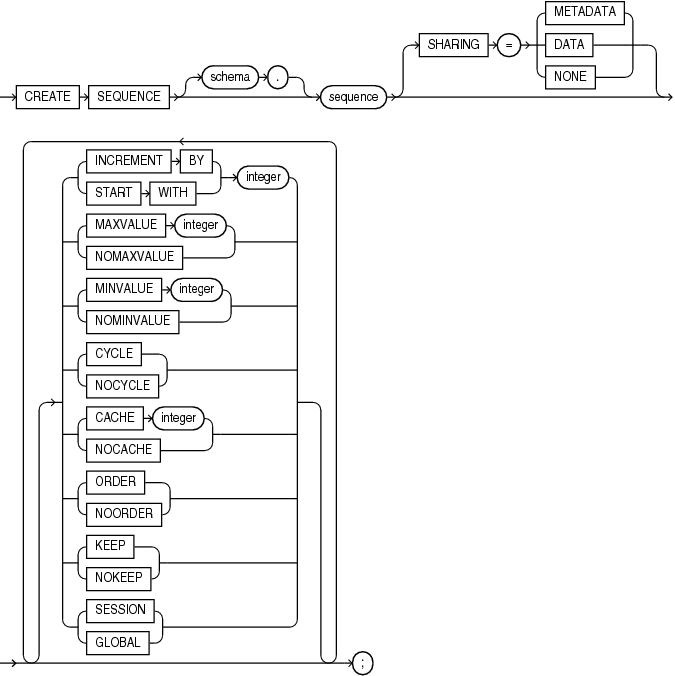 METADATA
SHARING = DATA
NONE
schema .
CREATE SEQUENCE sequence
INCREMENT BY
integer
START WITH
MAXVALUE integer
NOMAXVALUE
MINVALUE integer
NOMINVALUE
CYCLE
NOCYCLE
CACHE integer
NOCACHE
ORDER
NOORDER
KEEP
NOKEEP
SESSION
GLOBAL
;